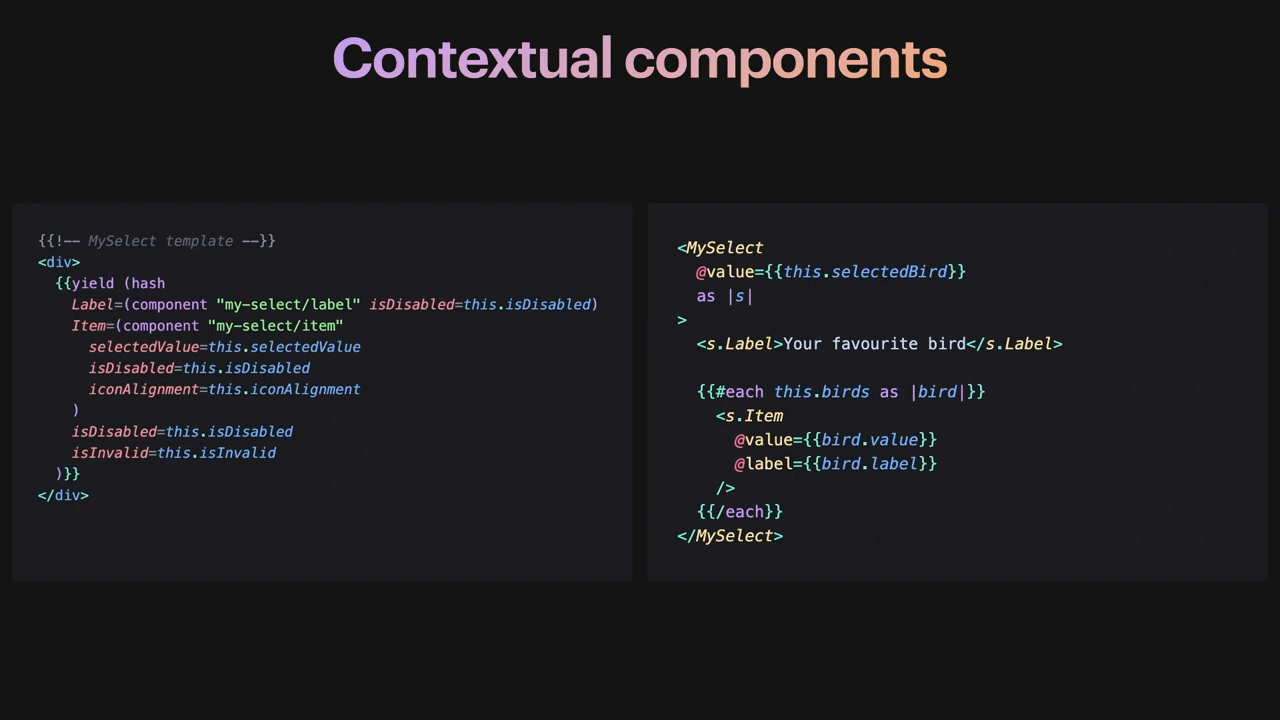 Contextual components
{{!-- MySelect template --}}
<div>
  {{yield (hash
    Label=(component "my-select/label" isDisabled=this.isDisabled)
    Item=(component "my-select/item"
      selectedValue=this.selectedValue
      isDisabled=this.isDisabled
      iconAlignment=this.iconAlignment
    )
    isDisabled=this.isDisabled
    isInvalid=this.isInvalid
  )}}
</div>
<MySelect
  @value={{this.selectedBird}}
  as |s|
>
  <s.Label>Your favourite bird</s.Label>
  {{#each this.birds as |bird|}}
    <s.Item
      @value={{bird.value}}
      @label={{bird.label}}
    />
  {{/each}}
</MySelect>